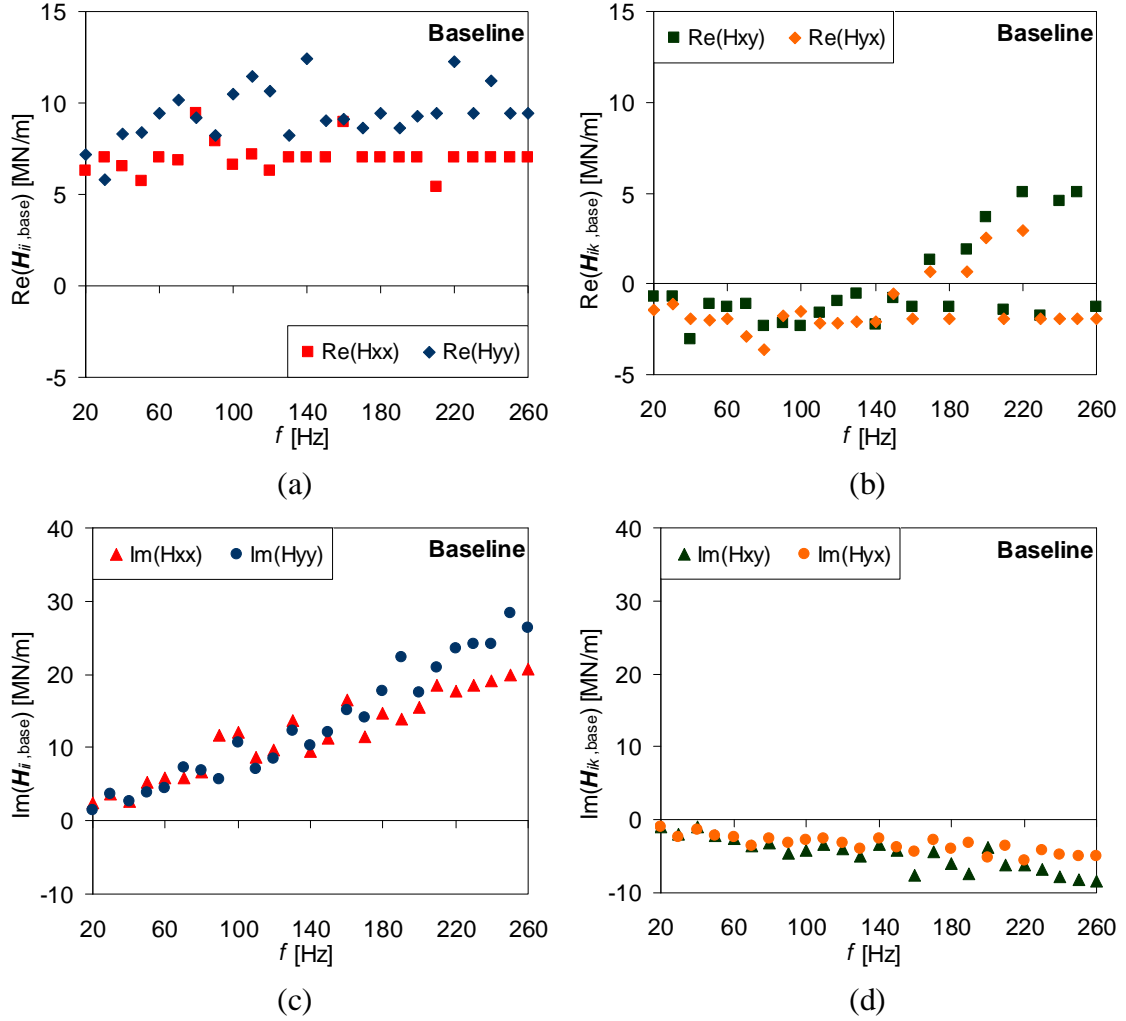 15
10
5
0
-5
Re(Hii,base) [MN/m]
Baseline
Re(Hxx) Re(Hyy)
20 60 100 140 180 220 260
f [Hz]
(a)
15
10
5
0
-5
Re(Hik,base) [MN/m]
Re(Hxy) Re(Hyx)
Baseline
20 60 100 140 180 220 260
f [Hz]
(b)
40
30
20
10
0
-10
Im(Hii,base) [MN/m]
Im(Hxx) Im(Hyy)
Baseline
20 60 100 140 180 220 260
f [Hz]
(c)
40
30
20
10
0
-10
Im(Hik,base) [MN/m]
Im(Hxy) Im(Hyx)
Baseline
20 60 100 140 180 220 260
f [Hz]
(d)